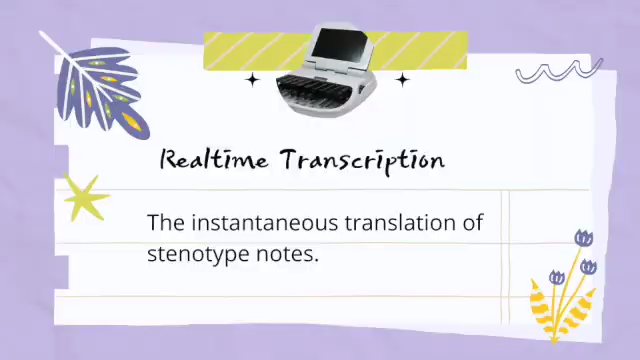 Realtime Transcription
The instantaneous translation of
stenotype notes.